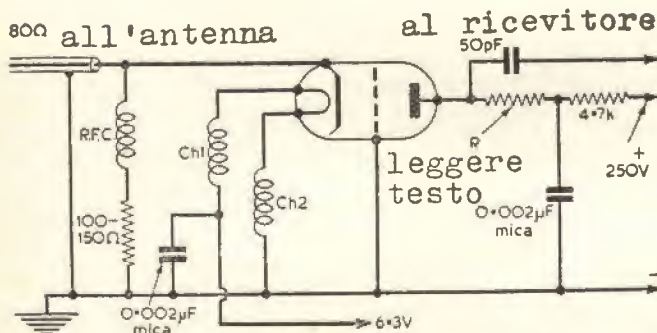 80Ω all'antenna
al ricevitore
50pF
R.F.C.
Ch1
Ch2
R
4·7k
+
250V
leggere
testo
100–
150Ω
0·002µF
mica
0·002µF
mica
6·3V
–